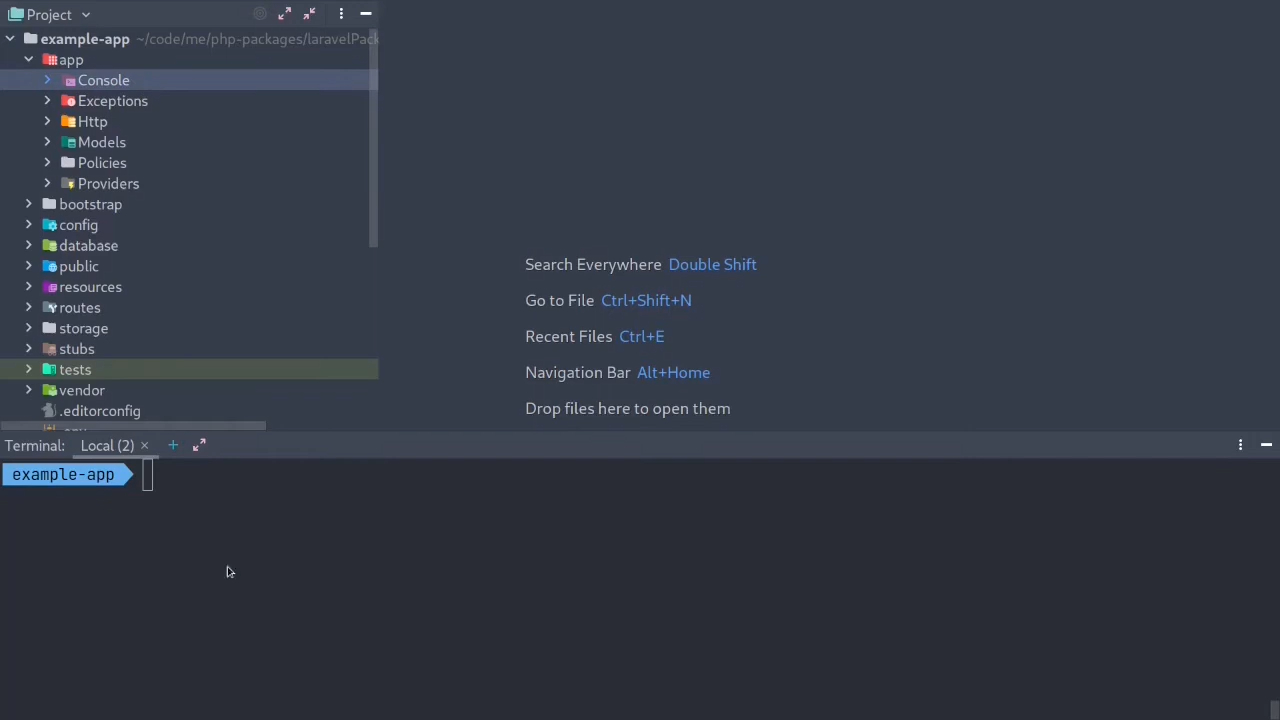 Project
example-app ~/code/me/php-packages/laravelPack
app
Console
Exceptions
Http
Models
Policies
Providers
bootstrap
config
database
public
resources
routes
storage
stubs
tests
vendor
.editorconfig
Search Everywhere Double Shift
Go to File Ctrl+Shift+N
Recent Files Ctrl+E
Navigation Bar Alt+Home
Drop files here to open them
Terminal: Local (2)
example-app